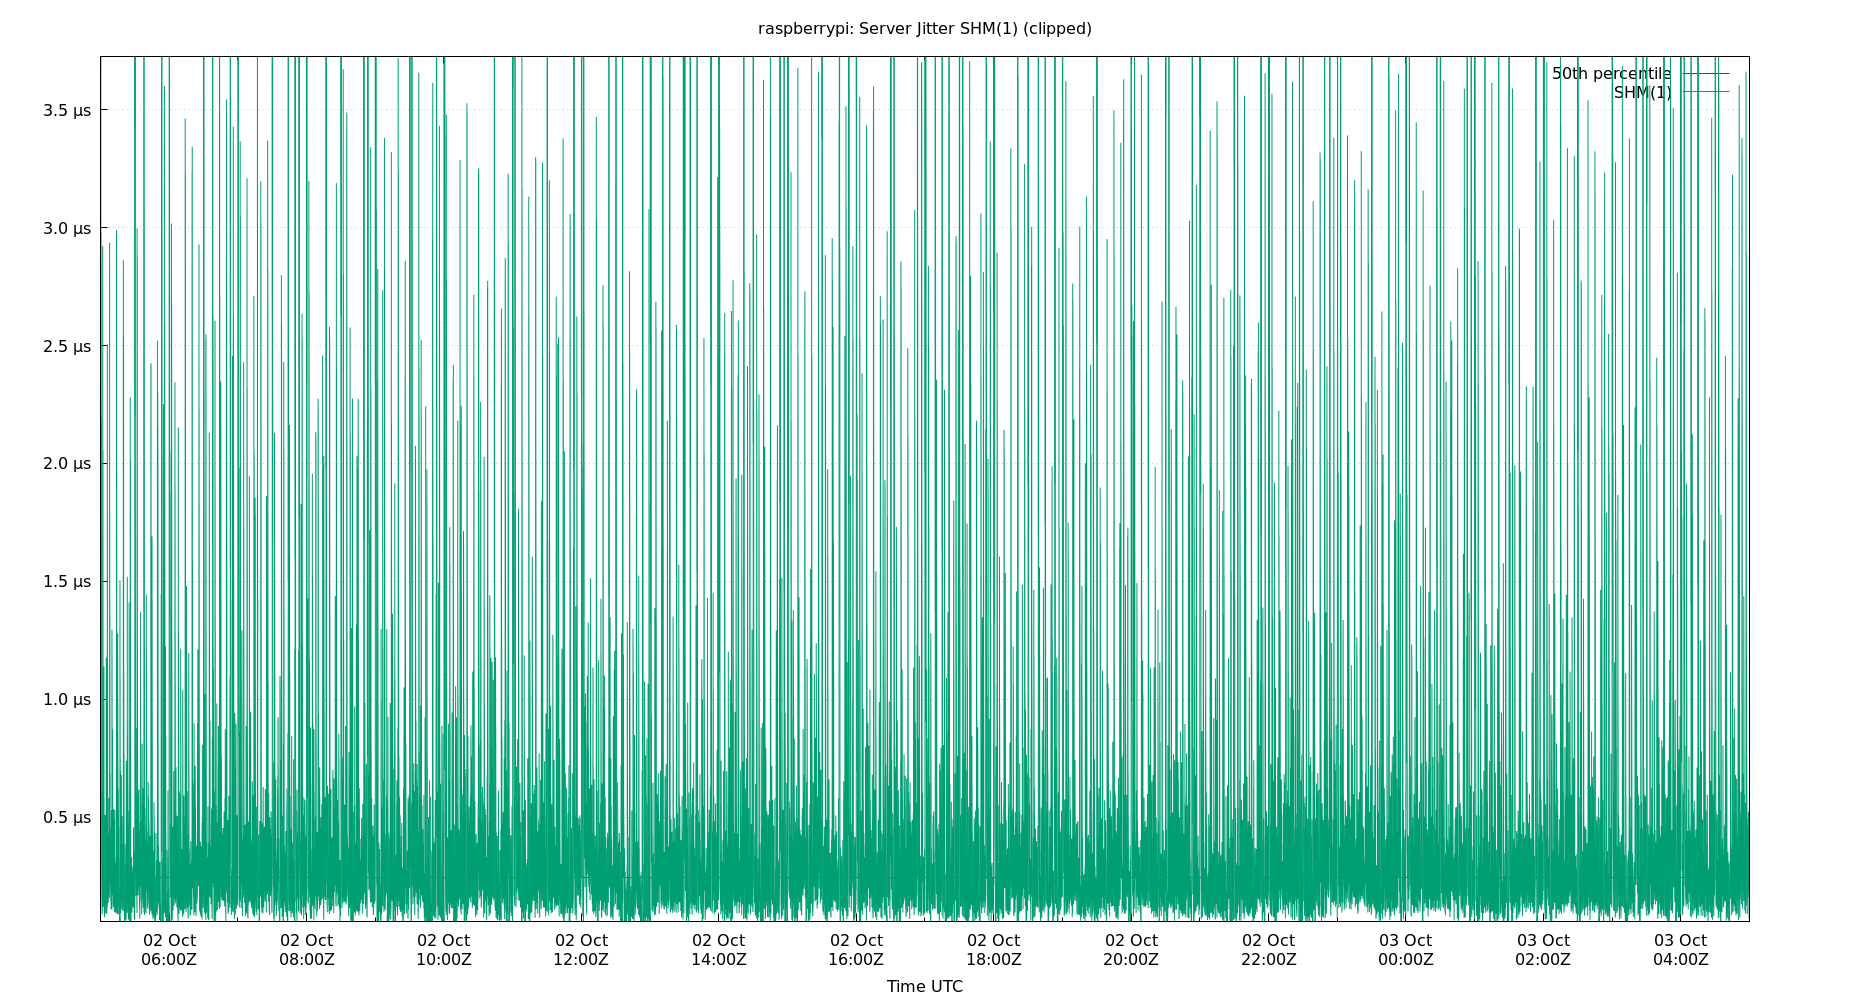 raspberrypi: Server Jitter SHM(1) (clipped)
50th percentile
SHM(1)
3.5 µs
3.0 µs
2.5 µs
2.0 µs
1.5 µs
1.0 µs
0.5 µs
02 Oct 02 Oct 02 Oct 02 Oct 02 Oct 02 Oct 02 Oct 02 Oct 02 Oct 03 Oct 03 Oct 03 Oct
06:00Z 08:00Z 10:00Z 12:00Z 14:00Z 16:00Z 18:00Z 20:00Z 22:00Z 00:00Z 02:00Z 04:00Z
Time UTC